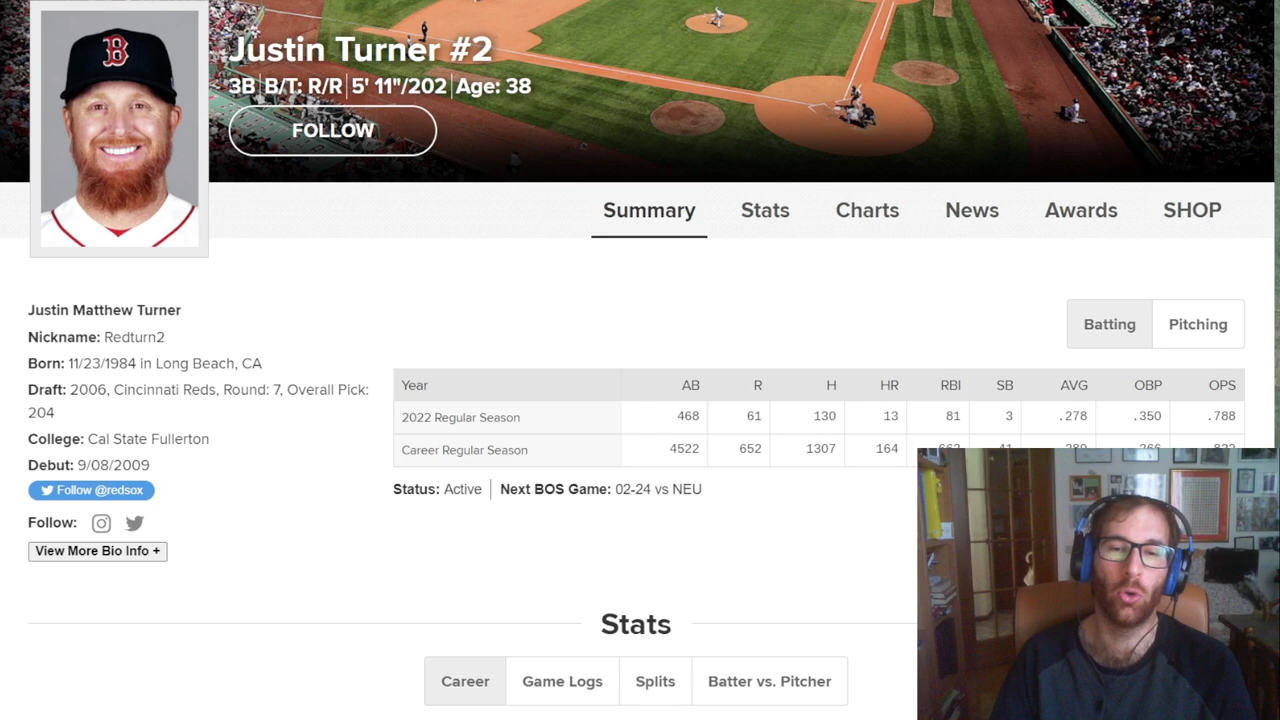 Justin Turner #2
3B B/T: R/R 5' 11"/202 Age: 38
FOLLOW
B
Summary Stats Charts News Awards SHOP
Justin Matthew Turner
Nickname: Redturn2
Born: 11/23/1984 in Long Beach, CA
Draft: 2006, Cincinnati Reds, Round: 7, Overall Pick:
204
College: Cal State Fullerton
Debut: 9/08/2009
Follow @redsox
Follow:
View More Bio Info +
Batting Pitching
Year AB R H HR RBI SB AVG OBP OPS
2022 Regular Season 468 61 130 13 81 3 .278 .350 .788
Career Regular Season 4522 652 1307 164
Status: Active Next BOS Game: 02-24 vs NEU
Stats
Career Game Logs Splits Batter vs. Pitcher